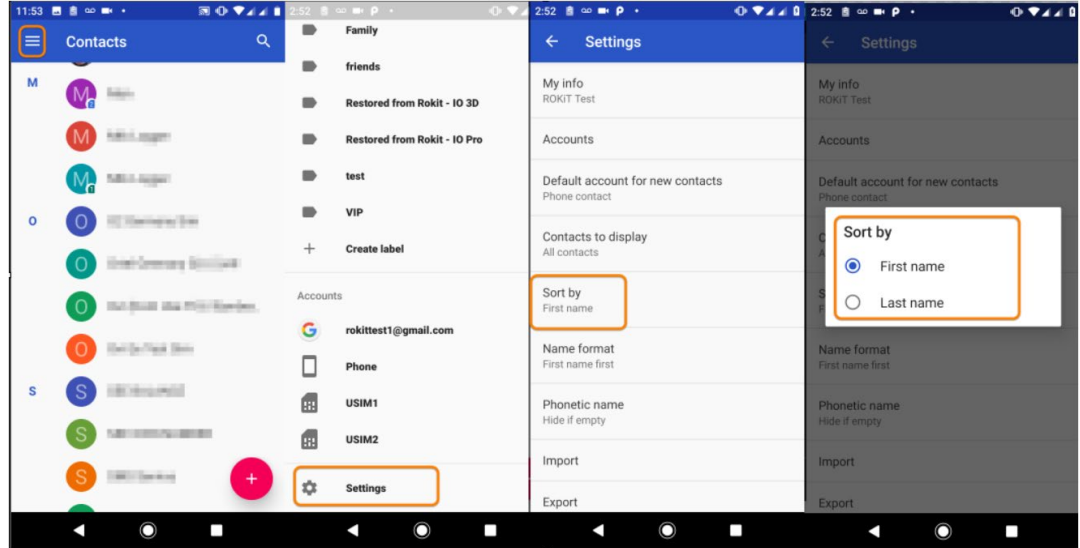 11:53
Contacts
M
M
M
M
O
O
O
O
O
S
S
S
S
+
2:52
Family
friends
Restored from Rokit - IO 3D
Restored from Rokit - IO Pro
test
VIP
Create label
Accounts
rokittest1@gmail.com
Phone
USIM1
USIM2
Settings
2:52
Settings
My info
ROKiT Test
Accounts
Default account for new contacts
Phone contact
Contacts to display
All contacts
Sort by
First name
Name format
First name first
Phonetic name
Hide if empty
Import
Export
2:52
Settings
My info
ROKiT Test
Accounts
Default account for new contacts
Phone contact
Sort by
First name
Last name
Name format
First name first
Phonetic name
Hide if empty
Import
Export